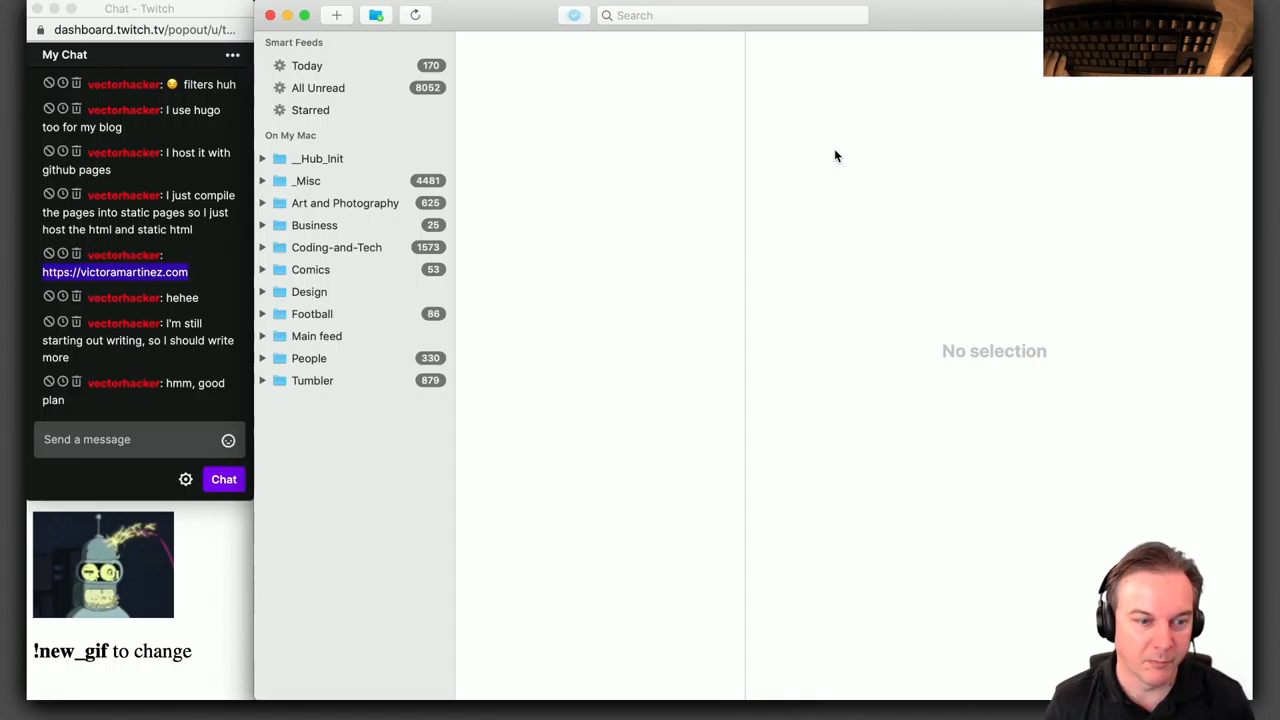 Chat - Twitch
dashboard.twitch.tv/popout/u/t...
My Chat
vectorhacker: 😏 filters huh
vectorhacker: I use hugo
too for my blog
vectorhacker: I host it with
github pages
vectorhacker: I just compile
the pages into static pages so I just
host the html and static html
vectorhacker:
https://victoramartinez.com
vectorhacker: hehee
vectorhacker: I'm still
starting out writing, so I should write
more
vectorhacker: hmm, good
plan
Send a message
Chat
!new_gif to change
Search
Smart Feeds
Today 170
All Unread 8052
Starred
On My Mac
__Hub_Init
_Misc 4481
Art and Photography 625
Business 25
Coding-and-Tech 1573
Comics 53
Design
Football 86
Main feed
People 330
Tumbler 879
No selection